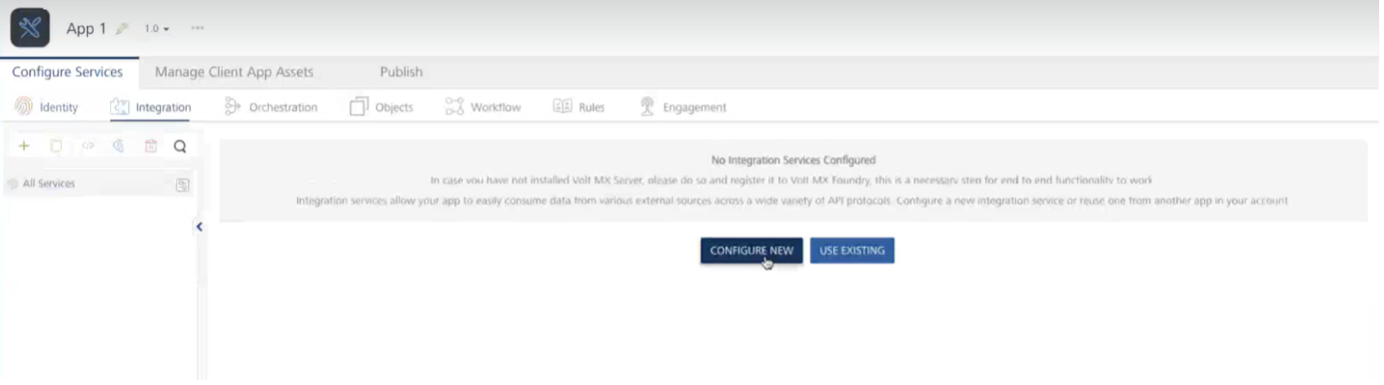 App 1 1.0
Configure Services Manage Client App Assets Publish
Identity Integration Orchestration Objects Workflow Rules Engagement
All Services
No Integration Services Configured
In case you have not installed Volt MX Server, please do so and register it to Volt MX Foundry, this is a necessary step for end to end functionality to work
Integration services allow your app to easily consume data from various external sources across a wide variety of API protocols. Configure a new integration service or reuse one from another app in your account
CONFIGURE NEW USE EXISTING